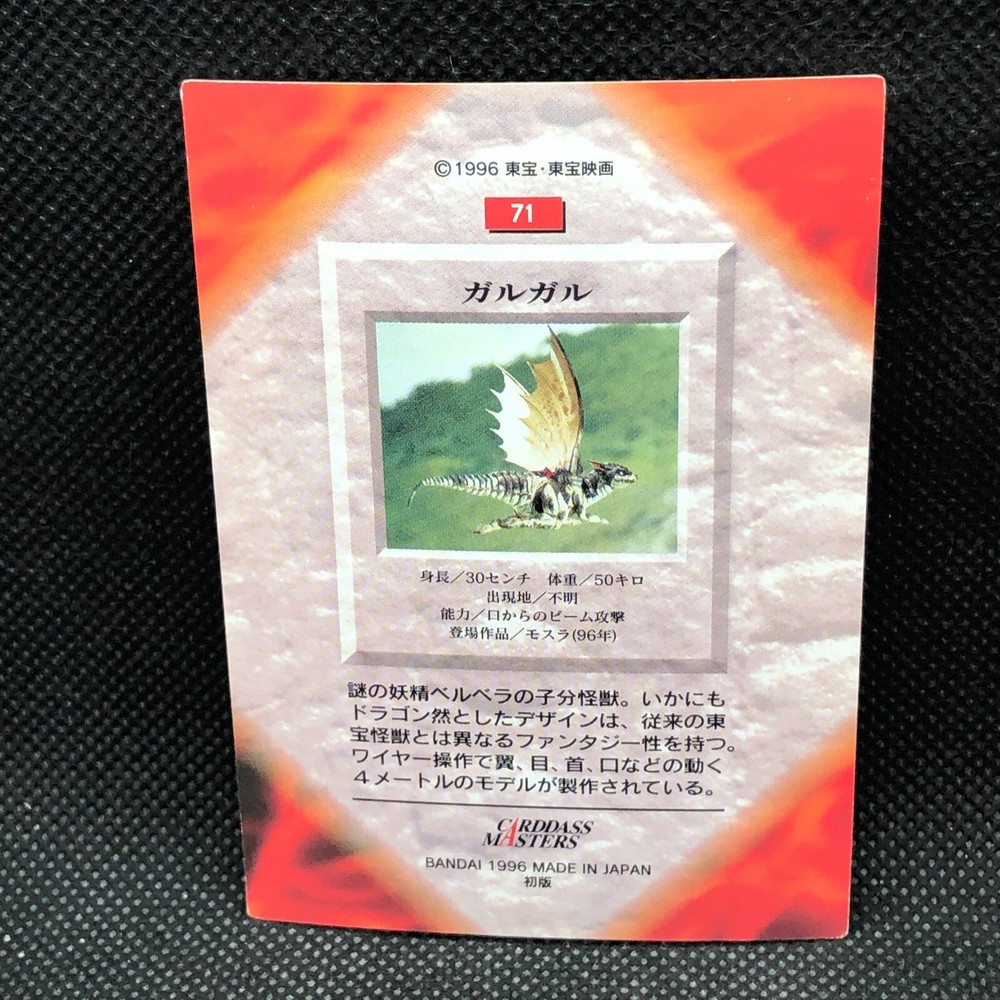 ©1996 東宝・東宝映画
71
ガルガル
身長／30センチ　体重／50キロ
出現地／不明
能力／口からのビーム攻撃
登場作品／モスラ(96年)
謎の妖精ベルベラの子分怪獣。いかにも
ドラゴン然としたデザインは、従来の東
宝怪獣とは異なるファンタジー性を持つ。
ワイヤー操作で翼、目、首、口などの動く
4メートルのモデルが製作されている。
CARDDASS
MASTERS
BANDAI 1996 MADE IN JAPAN
初版